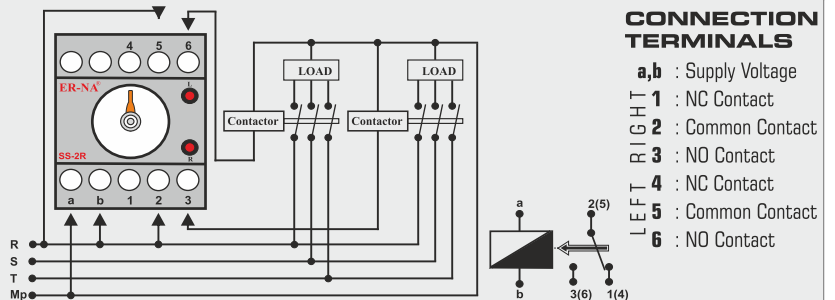 CONNECTION
TERMINALS
a,b : Supply Voltage
RIGHT
1 : NC Contact
2 : Common Contact
3 : NO Contact
LEFT
4 : NC Contact
5 : Common Contact
6 : NO Contact
4 5 6
ER-NA®
L
SS-2R
R
a b 1 2 3
LOAD
LOAD
Contactor
Contactor
R
S
T
Mp
a
2(5)
b
3(6)
1(4)